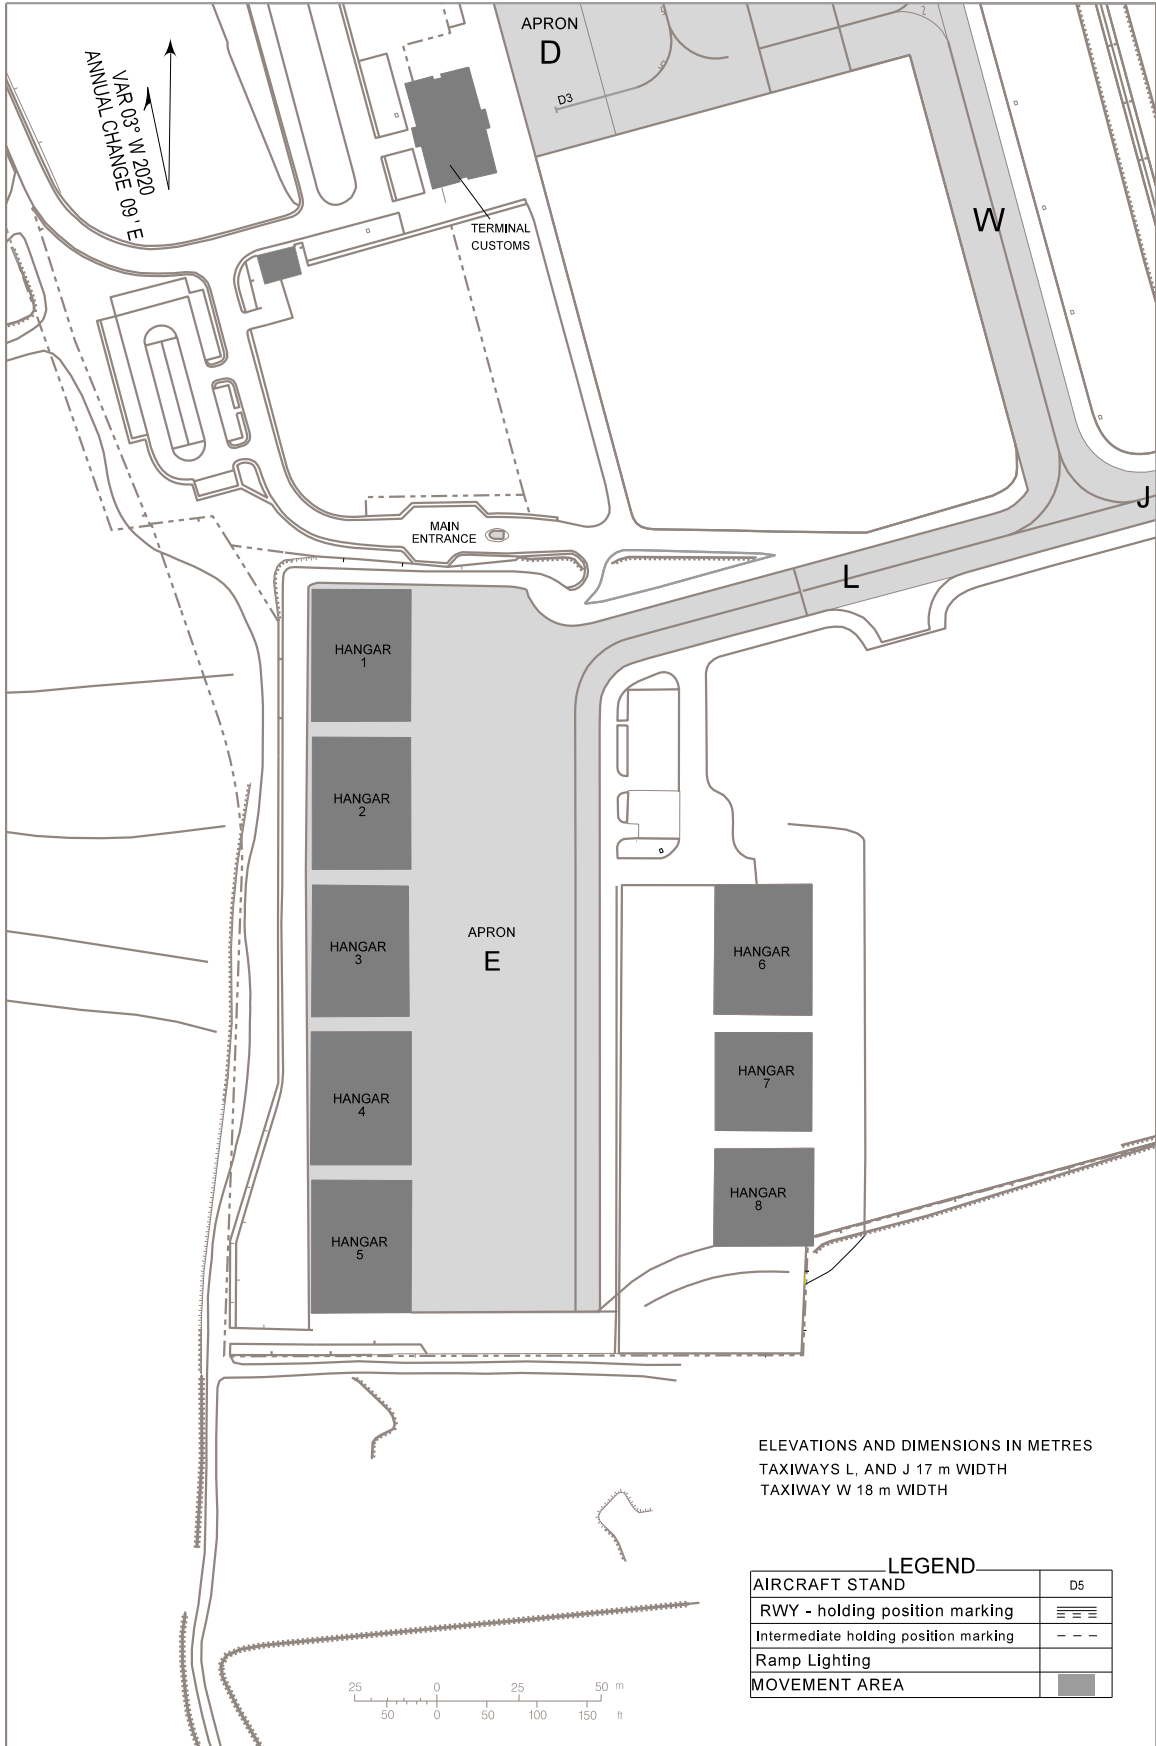 APRON
D
D3
VAR 03° W 2020
ANNUAL CHANGE 09 ' E
W
TERMINAL
CUSTOMS
J
MAIN
ENTRANCE
L
HANGAR
1
HANGAR
2
APRON
E
HANGAR
3
HANGAR
6
HANGAR
7
HANGAR
4
HANGAR
8
HANGAR
5
ELEVATIONS AND DIMENSIONS IN METRES
TAXIWAYS L, AND J 17 m WIDTH
TAXIWAY W 18 m WIDTH
LEGEND
AIRCRAFT STAND D5
RWY - holding position marking
Intermediate holding position marking
Ramp Lighting
MOVEMENT AREA
25 0 25 50 m
50 0 50 100 150 ft